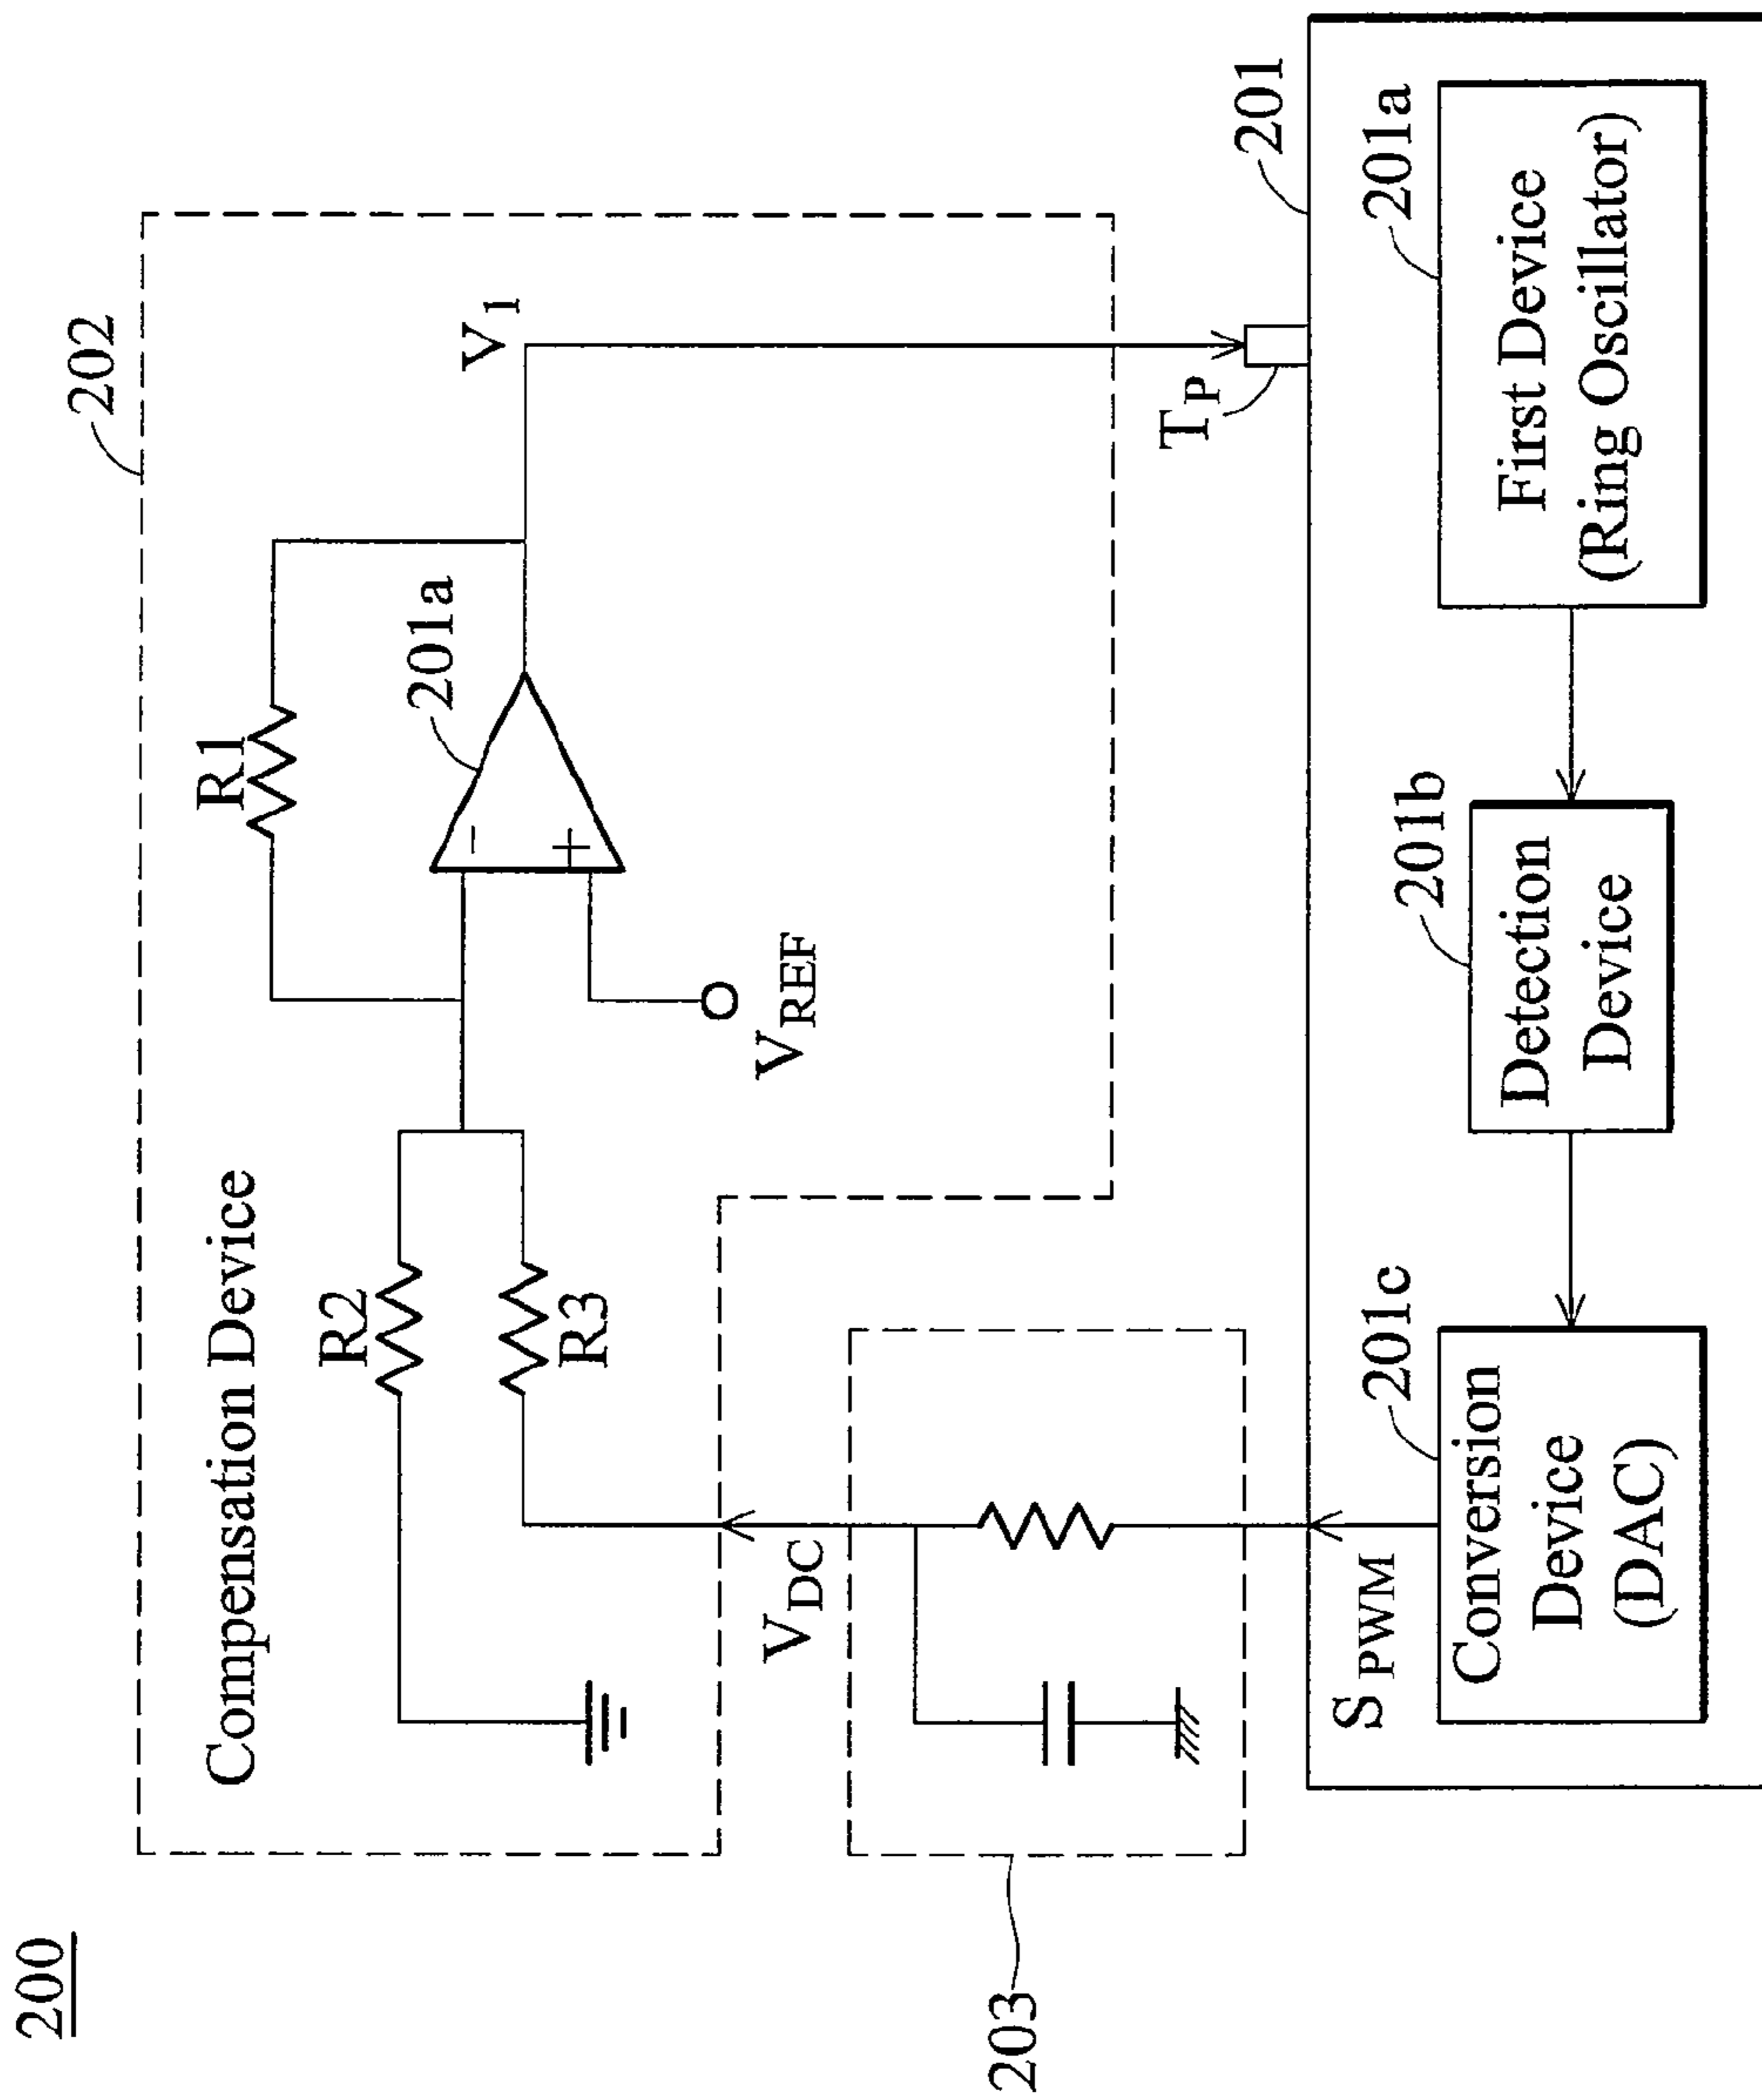 200
202
Compensation Device
R1
R2
R3
201a
−
+
V1
VREF
VDC
203
TP
201
SPWM
201c
Conversion
Device
(DAC)
201b
Detection
Device
201a
First Device
(Ring Oscillator)